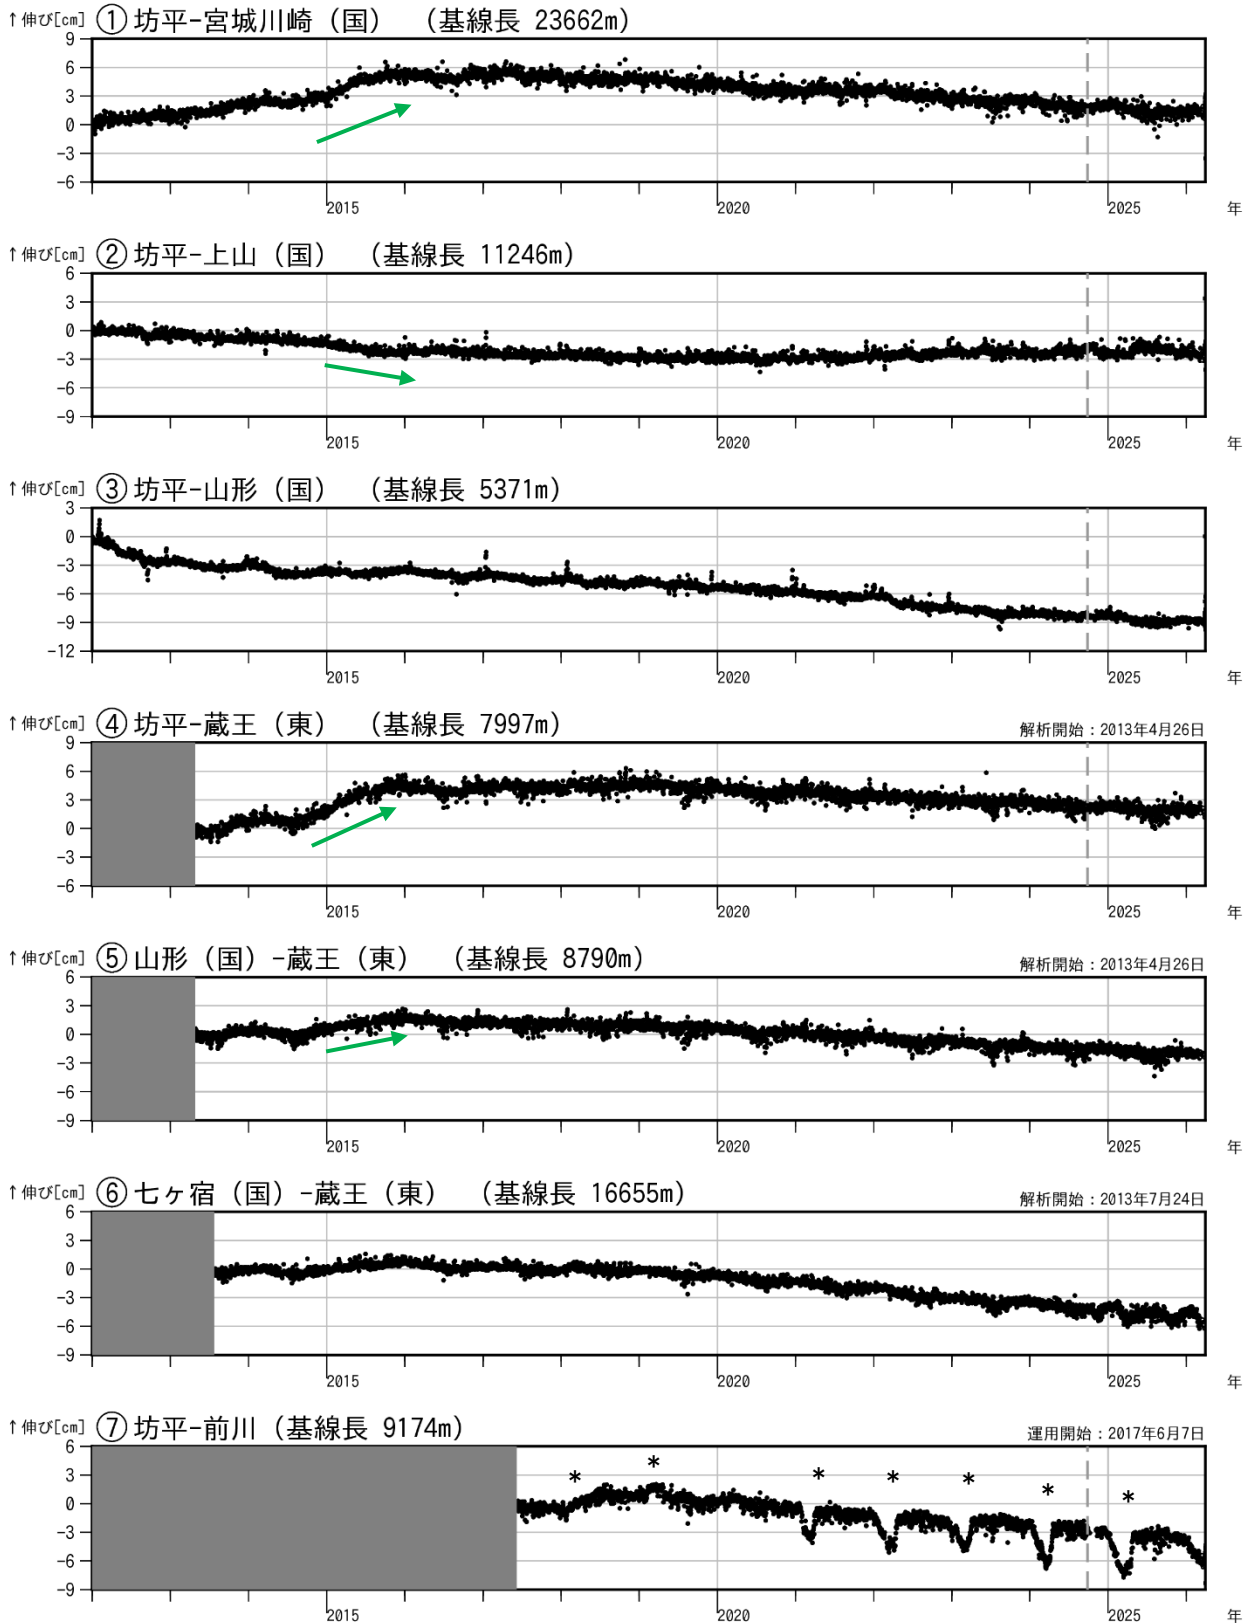 ↑伸び[cm] ① 坊平-宮城川崎（国） （基線長 23662m）
9
6
3
0
-3
-6
2015 2020 2025 年
↑伸び[cm] ② 坊平-上山（国） （基線長 11246m）
6
3
0
-3
-6
-9
2015 2020 2025 年
↑伸び[cm] ③ 坊平-山形（国） （基線長 5371m）
3
0
-3
-6
-9
-12
2015 2020 2025 年
↑伸び[cm] ④ 坊平-蔵王（東） （基線長 7997m） 解析開始：2013年4月26日
9
6
3
0
-3
-6
2015 2020 2025 年
↑伸び[cm] ⑤ 山形（国）-蔵王（東） （基線長 8790m） 解析開始：2013年4月26日
6
3
0
-3
-6
-9
2015 2020 2025 年
↑伸び[cm] ⑥ 七ヶ宿（国）-蔵王（東） （基線長 16655m） 解析開始：2013年7月24日
6
3
0
-3
-6
-9
2015 2020 2025 年
↑伸び[cm] ⑦ 坊平-前川（基線長 9174m） 運用開始：2017年6月7日
6
3
0
-3
-6
-9
* * * * * * *
2015 2020 2025 年